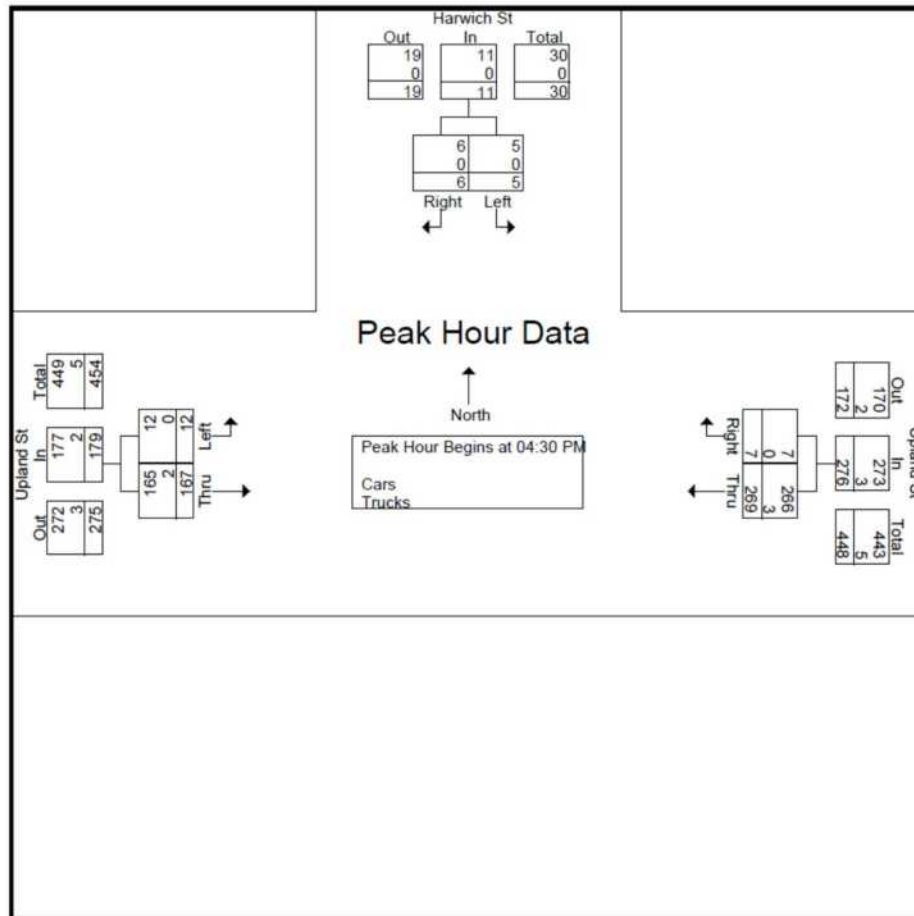 Harwich St
Out In Total
19 11 30
0 0 0
19 11 30
6 5
0 0
6 5
Right Left
Peak Hour Data
North
Peak Hour Begins at 04:30 PM
Cars
Trucks
Upland St
Total
449 5 454
In
177 2 179
Out
272 3 275
Left
12 0 12
Thru
165 2 167
Right
7 0 7
Thru
266 3 269
Out
170 2 172
In
273 3 276
Total
443 5 448